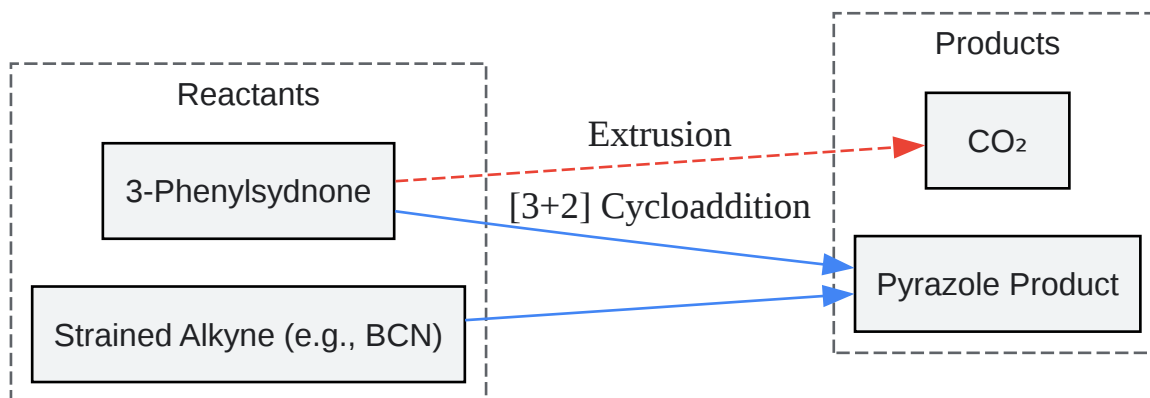 Reactants
3-Phenylsydnone
Strained Alkyne (e.g., BCN)
Extrusion
[3+2] Cycloaddition
Products
CO₂
Pyrazole Product